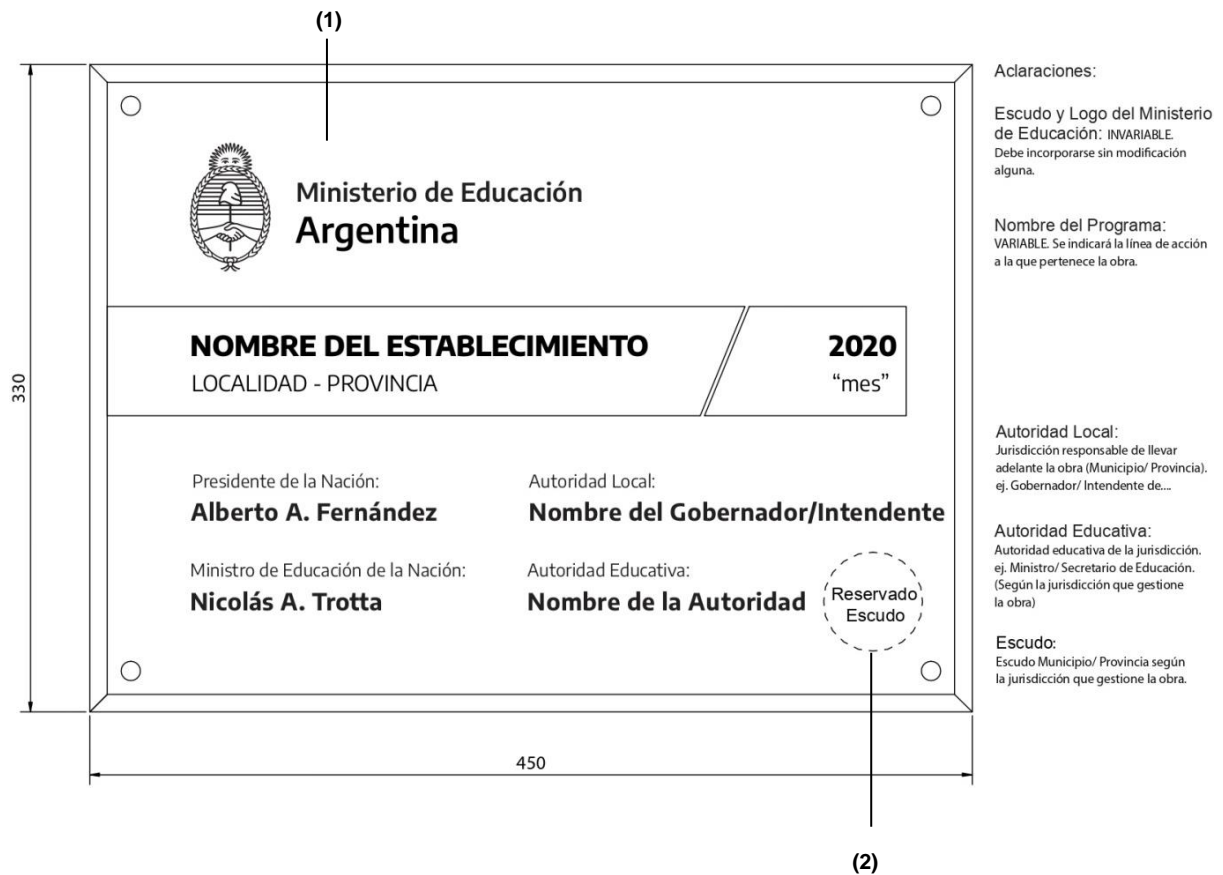 (1)
Ministerio de Educación
Argentina
NOMBRE DEL ESTABLECIMIENTO
LOCALIDAD - PROVINCIA
2020
“mes”
330
Presidente de la Nación:
Alberto A. Fernández
Autoridad Local:
Nombre del Gobernador/Intendente
Ministro de Educación de la Nación:
Nicolás A. Trotta
Autoridad Educativa:
Nombre de la Autoridad
Reservado
Escudo
450
(2)
Aclaraciones:
Escudo y Logo del Ministerio
de Educación: INVARIABLE.
Debe incorporarse sin modificación
alguna.
Nombre del Programa:
VARIABLE. Se indicará la línea de acción
a la que pertenece la obra.
Autoridad Local:
Jurisdicción responsable de llevar
adelante la obra (Municipio/ Provincia).
ej. Gobernador/ Intendente de....
Autoridad Educativa:
Autoridad educativa de la jurisdicción.
ej. Ministro/ Secretario de Educación.
(Según la jurisdicción que gestione
la obra)
Escudo:
Escudo Municipio/ Provincia según
la jurisdicción que gestione la obra.